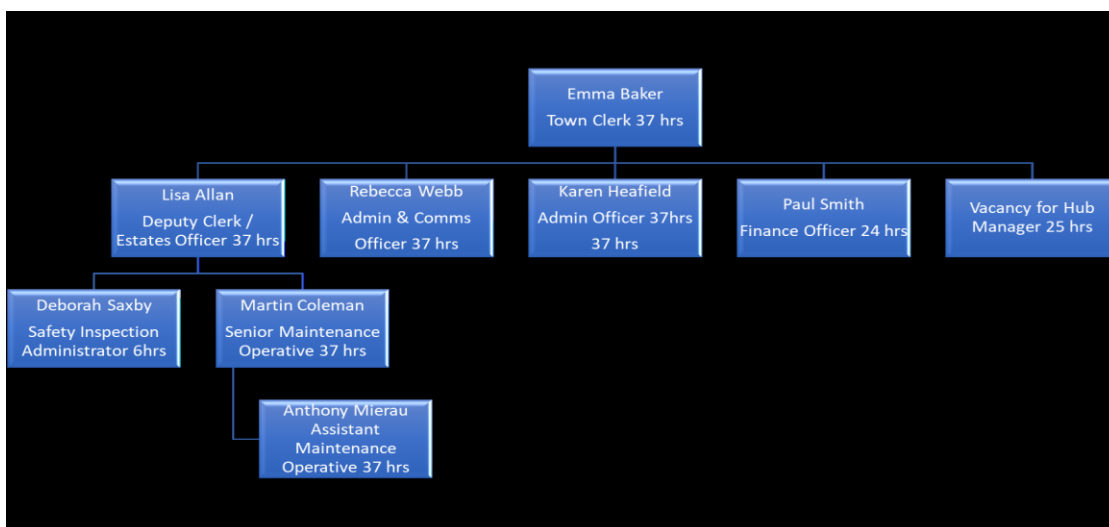 Emma Baker
Town Clerk 37 hrs
Lisa Allan
Deputy Clerk /
Estates Officer 37 hrs
Rebecca Webb
Admin & Comms
Officer 37 hrs
Karen Heafield
Admin Officer 37hrs
37 hrs
Paul Smith
Finance Officer 24 hrs
Vacancy for Hub
Manager 25 hrs
Deborah Saxby
Safety Inspection
Administrator 6hrs
Martin Coleman
Senior Maintenance
Operative 37 hrs
Anthony Mierau
Assistant
Maintenance
Operative 37 hrs